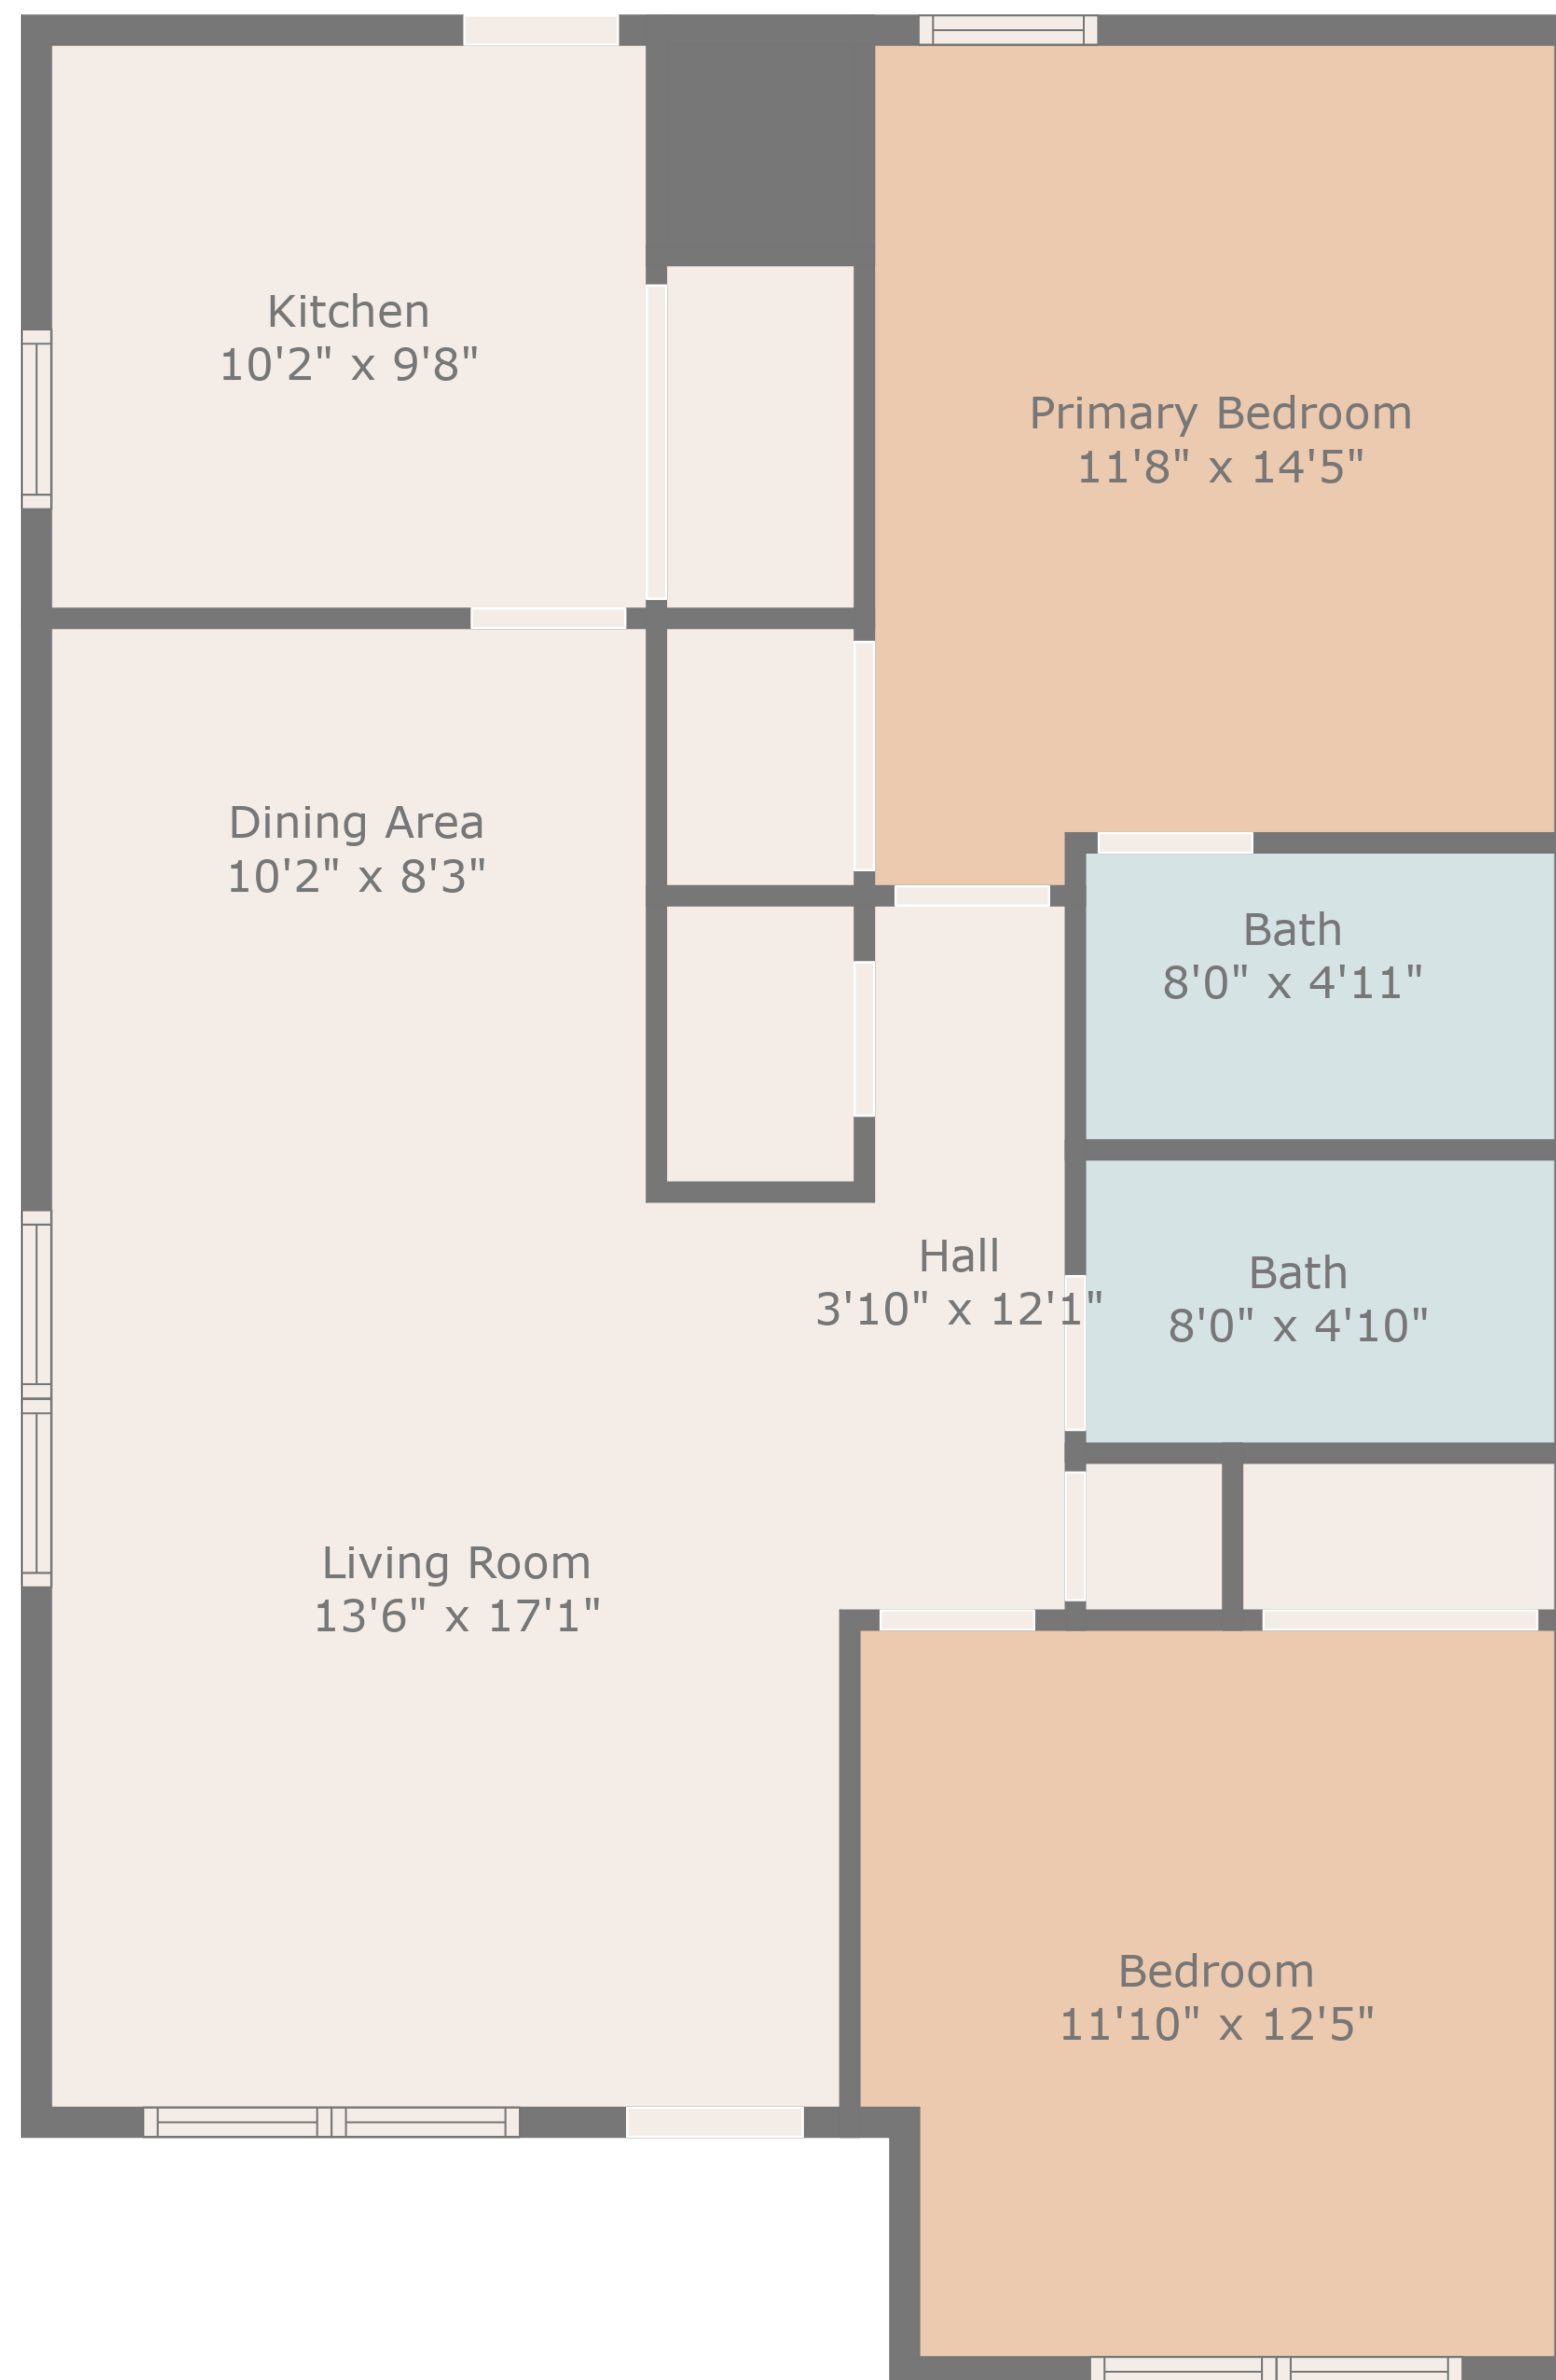 Kitchen
10'2" x 9'8"
Primary Bedroom
11'8" x 14'5"
Dining Area
10'2" x 8'3"
Bath
8'0" x 4'11"
Hall
3'10" x 12'1"
Bath
8'0" x 4'10"
Living Room
13'6" x 17'1"
Bedroom
11'10" x 12'5"